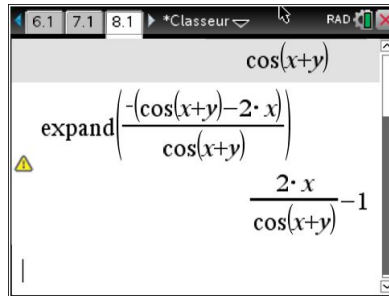 6.1 7.1 8.1 *Classeur RAD
cos(x+y)
expand(-(cos(x+y)-2·x)/cos(x+y))
2·x/cos(x+y)-1